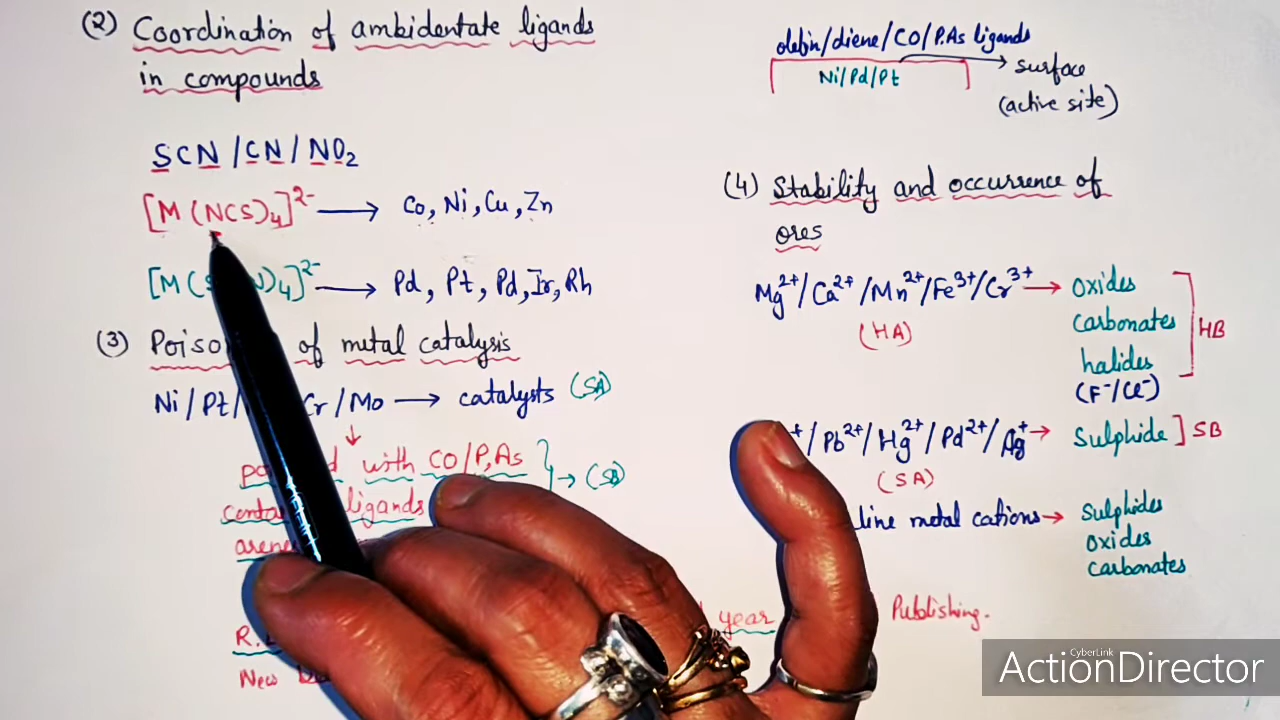 (2) Coordination of ambidentate ligands
in compounds
SCN / CN / NO2
[M (NCS)4]2- → Co, Ni, Cu, Zn
[M (S N)4]2- → Pd, Pt, Pd, Ir, Rh
(3) of metal catalysis
Ni / Pt / Cr / Mo → catalysts (SA)
with CO/P, As
ligands → (SB)
olefin/diene/CO/P.As ligands
Ni/Pd/Pt → surface
(active site)
(4) Stability and occurrence of
ores
Mg2+/Ca2+/Mn2+/Fe3+/Cr3+ → oxides
(HA) carbonates HB
halides
(F-/Cl-)
+/Pb2+/Hg2+/Pd2+/Ag+ → Sulphide ] SB
(SA)
line metal cations → Sulphides
oxides
carbonates
year Publishing.
New
CyberLink
ActionDirector